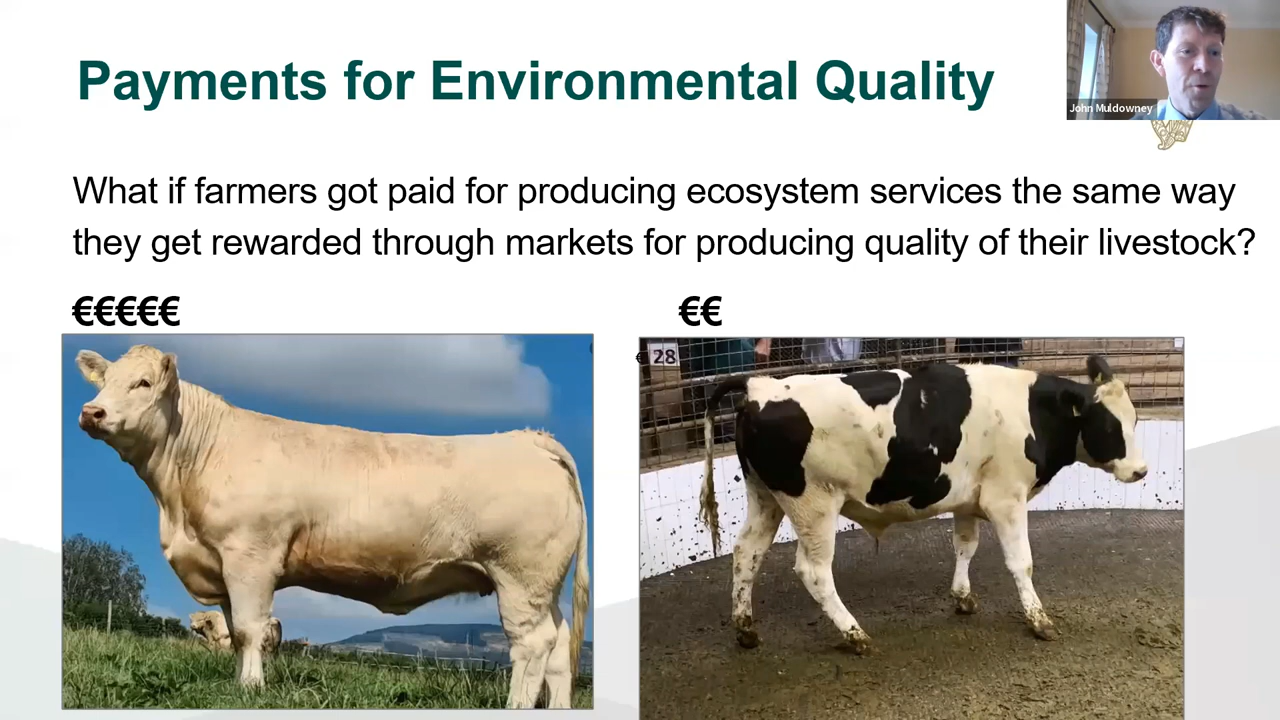 Payments for Environmental Quality
John Muldowney
What if farmers got paid for producing ecosystem services the same way
they get rewarded through markets for producing quality of their livestock?
€€€€€
€€
€
28